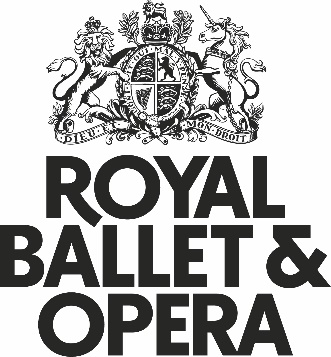 DIEU ET MON DROIT
ROYAL
BALLET &
OPERA